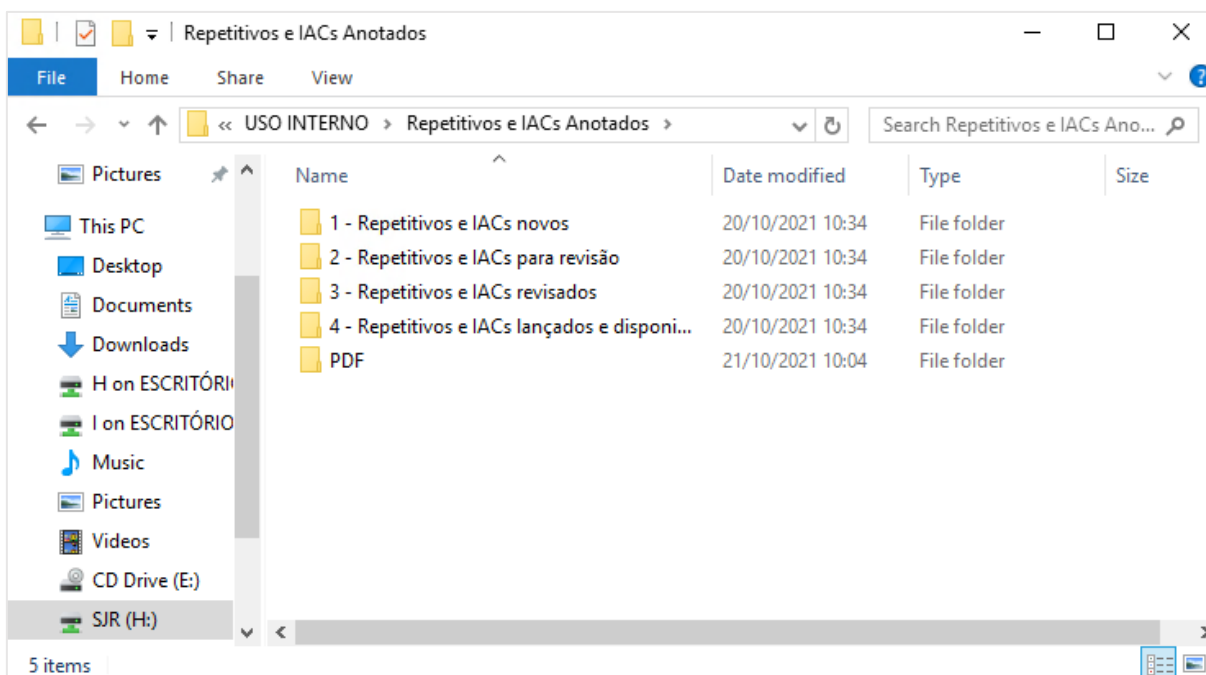 Repetitivos e IACs Anotados
File Home Share View
« USO INTERNO > Repetitivos e IACs Anotados > Search Repetitivos e IACs Ano...
Name Date modified Type Size
Pictures
This PC
Desktop
Documents
Downloads
H on ESCRITÓRI
I on ESCRITÓRIO
Music
Pictures
Videos
CD Drive (E:)
SJR (H:)
1 - Repetitivos e IACs novos 20/10/2021 10:34 File folder
2 - Repetitivos e IACs para revisão 20/10/2021 10:34 File folder
3 - Repetitivos e IACs revisados 20/10/2021 10:34 File folder
4 - Repetitivos e IACs lançados e disponi... 20/10/2021 10:34 File folder
PDF 21/10/2021 10:04 File folder
5 items